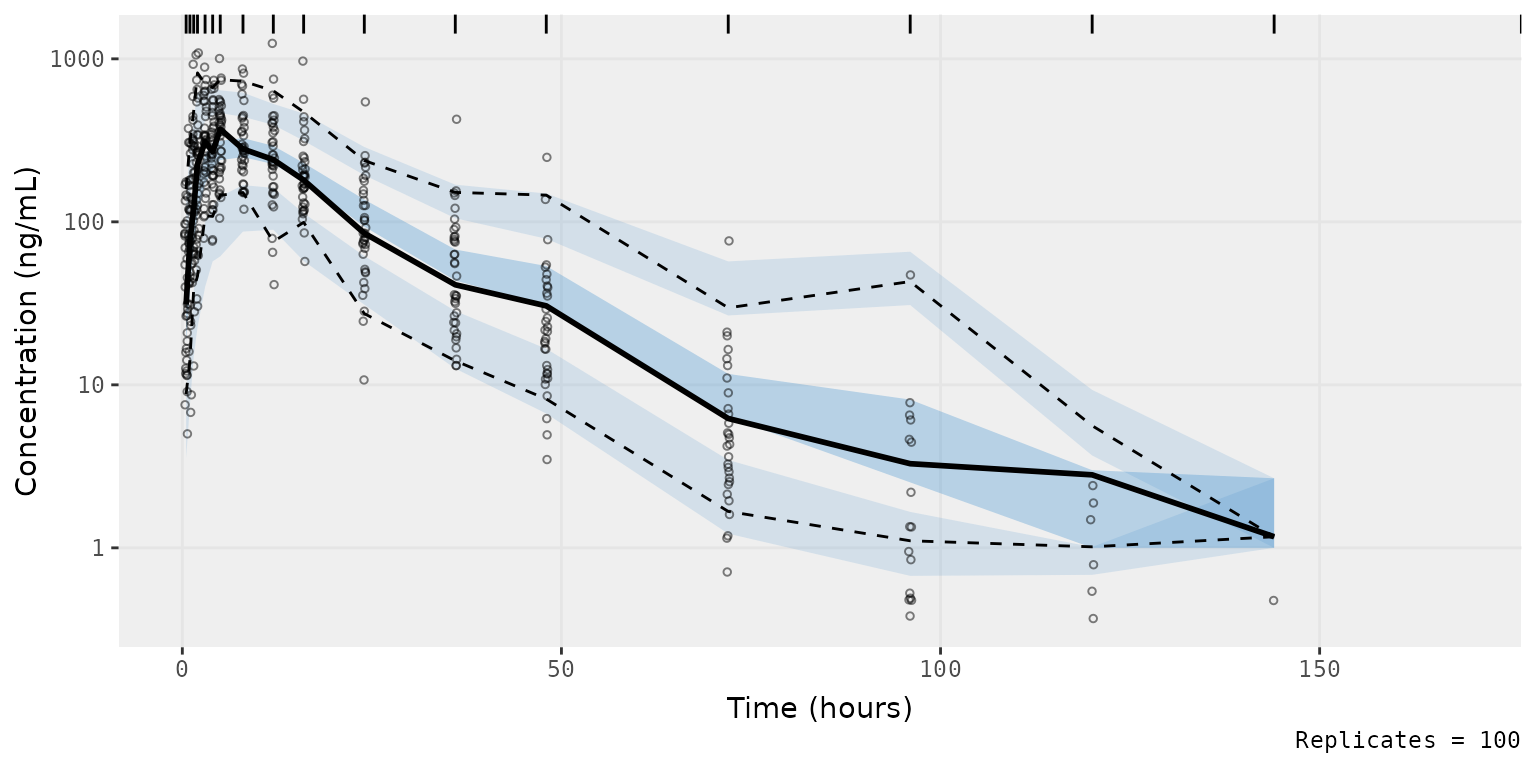 1000
100
10
1
Concentration (ng/mL)
0 50 100 150
Time (hours)
Replicates = 100